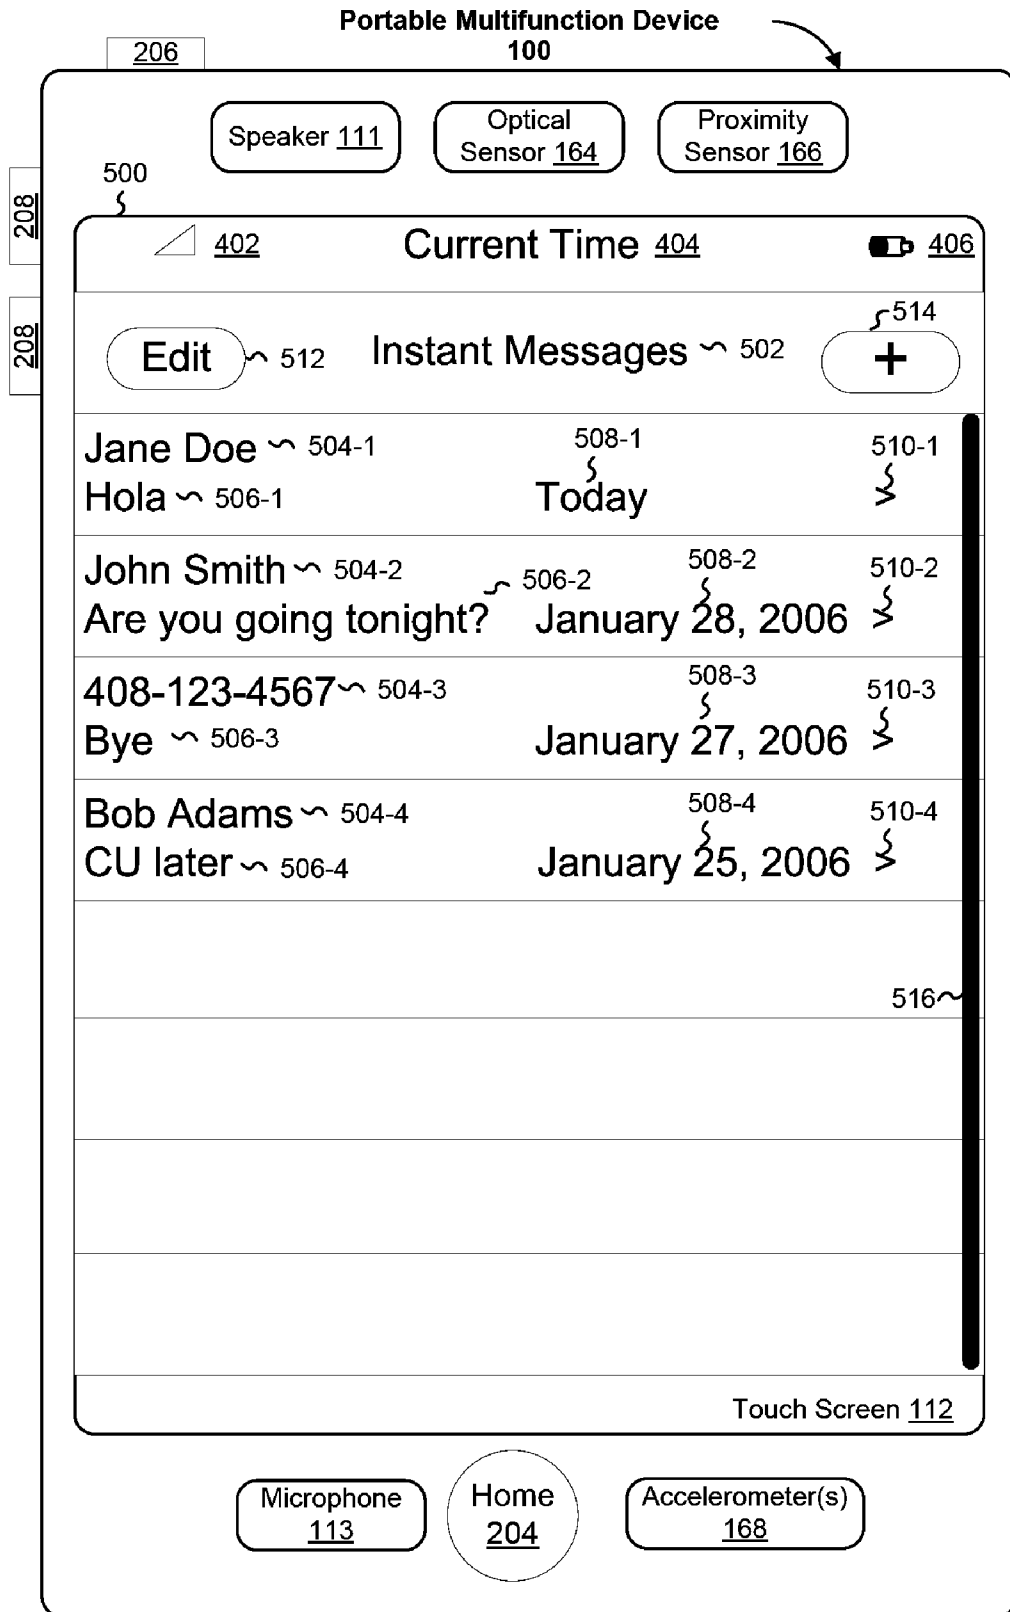 Portable Multifunction Device
100
206
Speaker 111
Optical
Sensor 164
Proximity
Sensor 166
208
208
500
402
Current Time 404
406
Edit
512
Instant Messages
502
514
+
Jane Doe
504-1
508-1
510-1
Hola
506-1
Today
>
John Smith
504-2
506-2
508-2
510-2
Are you going tonight?
January 28, 2006
>
408-123-4567
504-3
508-3
510-3
Bye
506-3
January 27, 2006
>
Bob Adams
504-4
508-4
510-4
CU later
506-4
January 25, 2006
>
516
Touch Screen 112
Microphone
113
Home
204
Accelerometer(s)
168